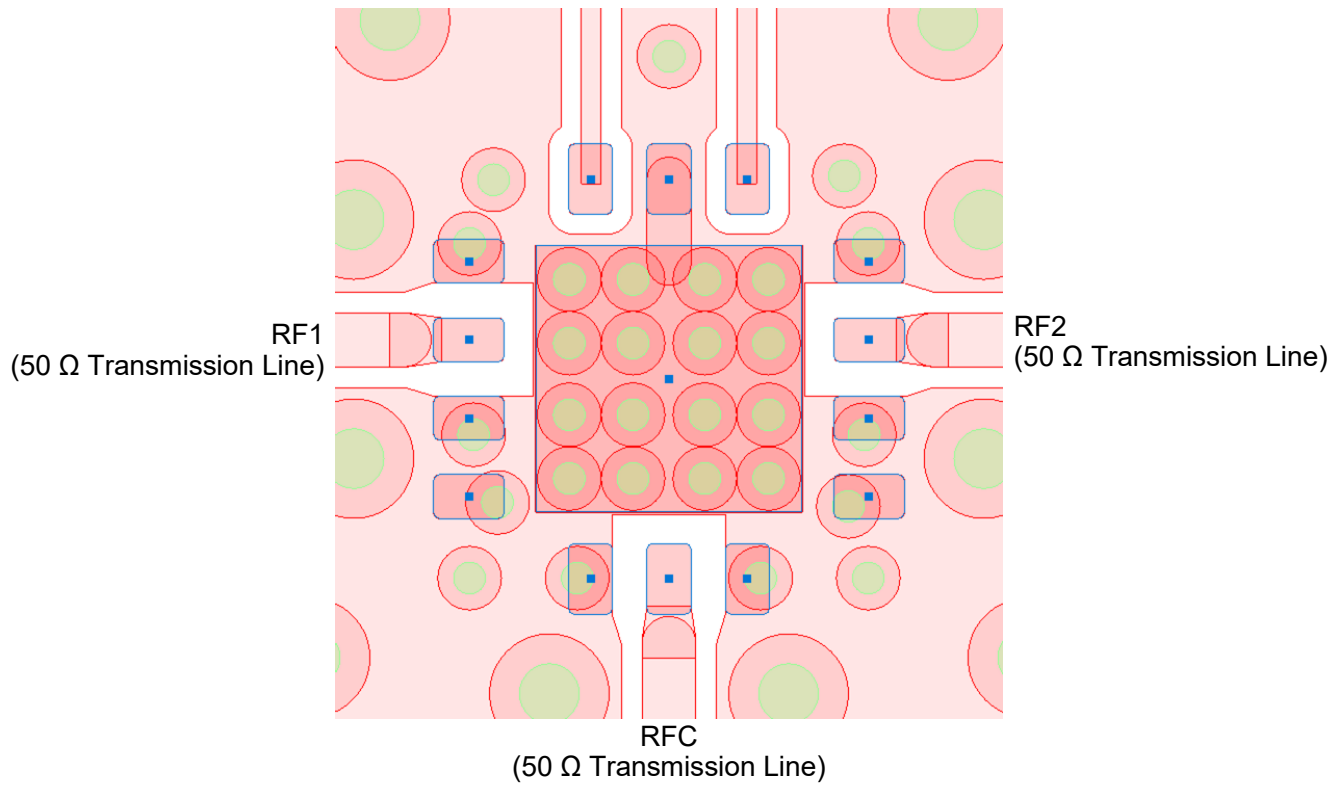 RF1
(50 Ω Transmission Line)
RF2
(50 Ω Transmission Line)
RFC
(50 Ω Transmission Line)